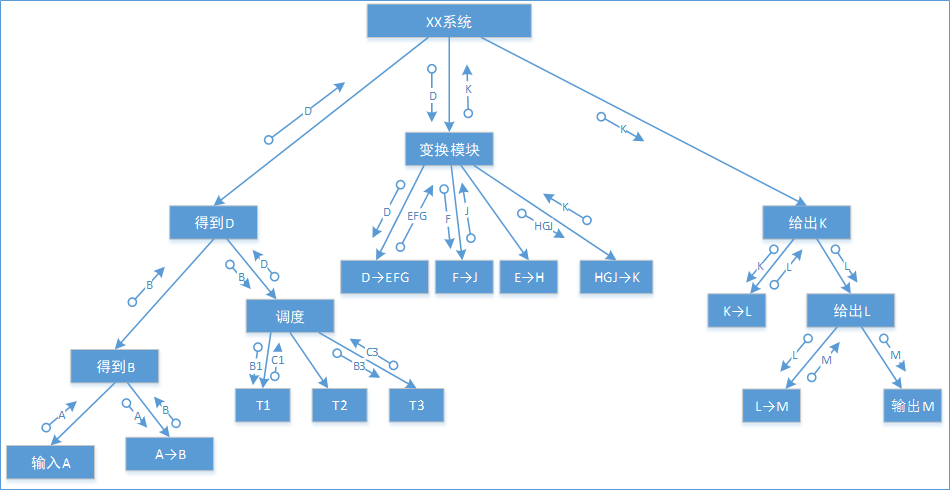 XX系统
D
D
K
K
变换模块
得到D
给出K
D
EFG
F
J
HGJ
K
B
B
D
K
L
L
D→EFG
F→J
E→H
HGJ→K
调度
K→L
给出L
得到B
B1
C1
B3
C3
L
M
M
T1
T2
T3
L→M
输出M
A
A
B
输入A
A→B